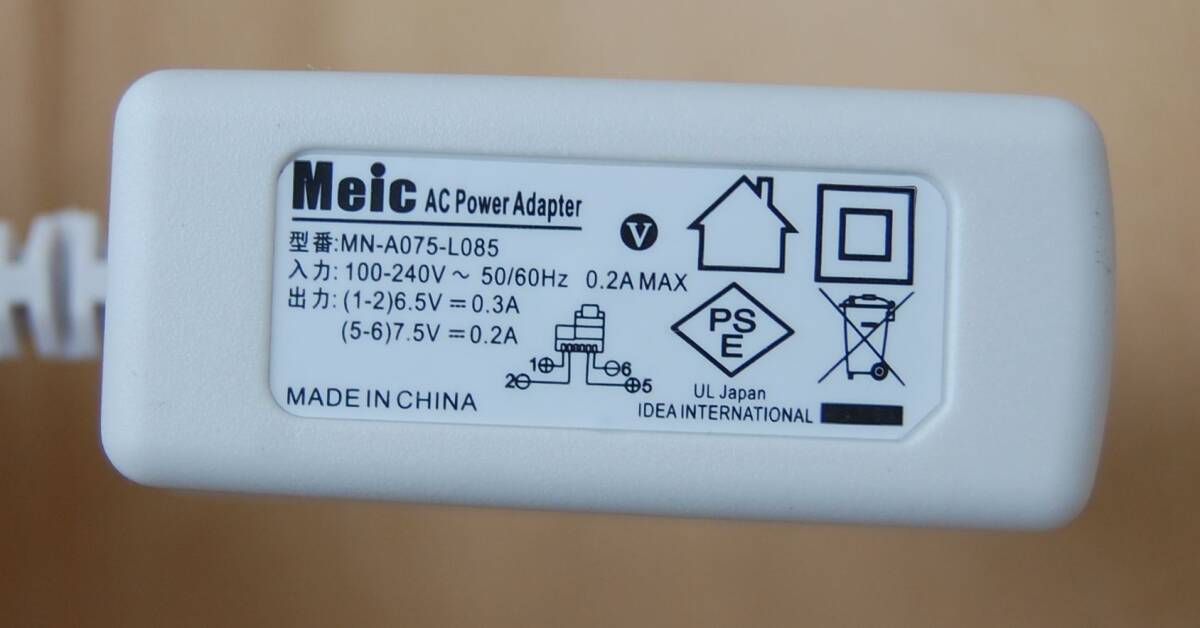 Meic AC Power Adapter
型番:MN-A075-L085
入力: 100-240V～ 50/60Hz 0.2A MAX
出力: (1-2)6.5V⎓0.3A
(5-6)7.5V⎓0.2A
V
1⊕ ⊖6
2⊖ ⊕5
PS
E
UL Japan
MADE IN CHINA
IDEA INTERNATIONAL